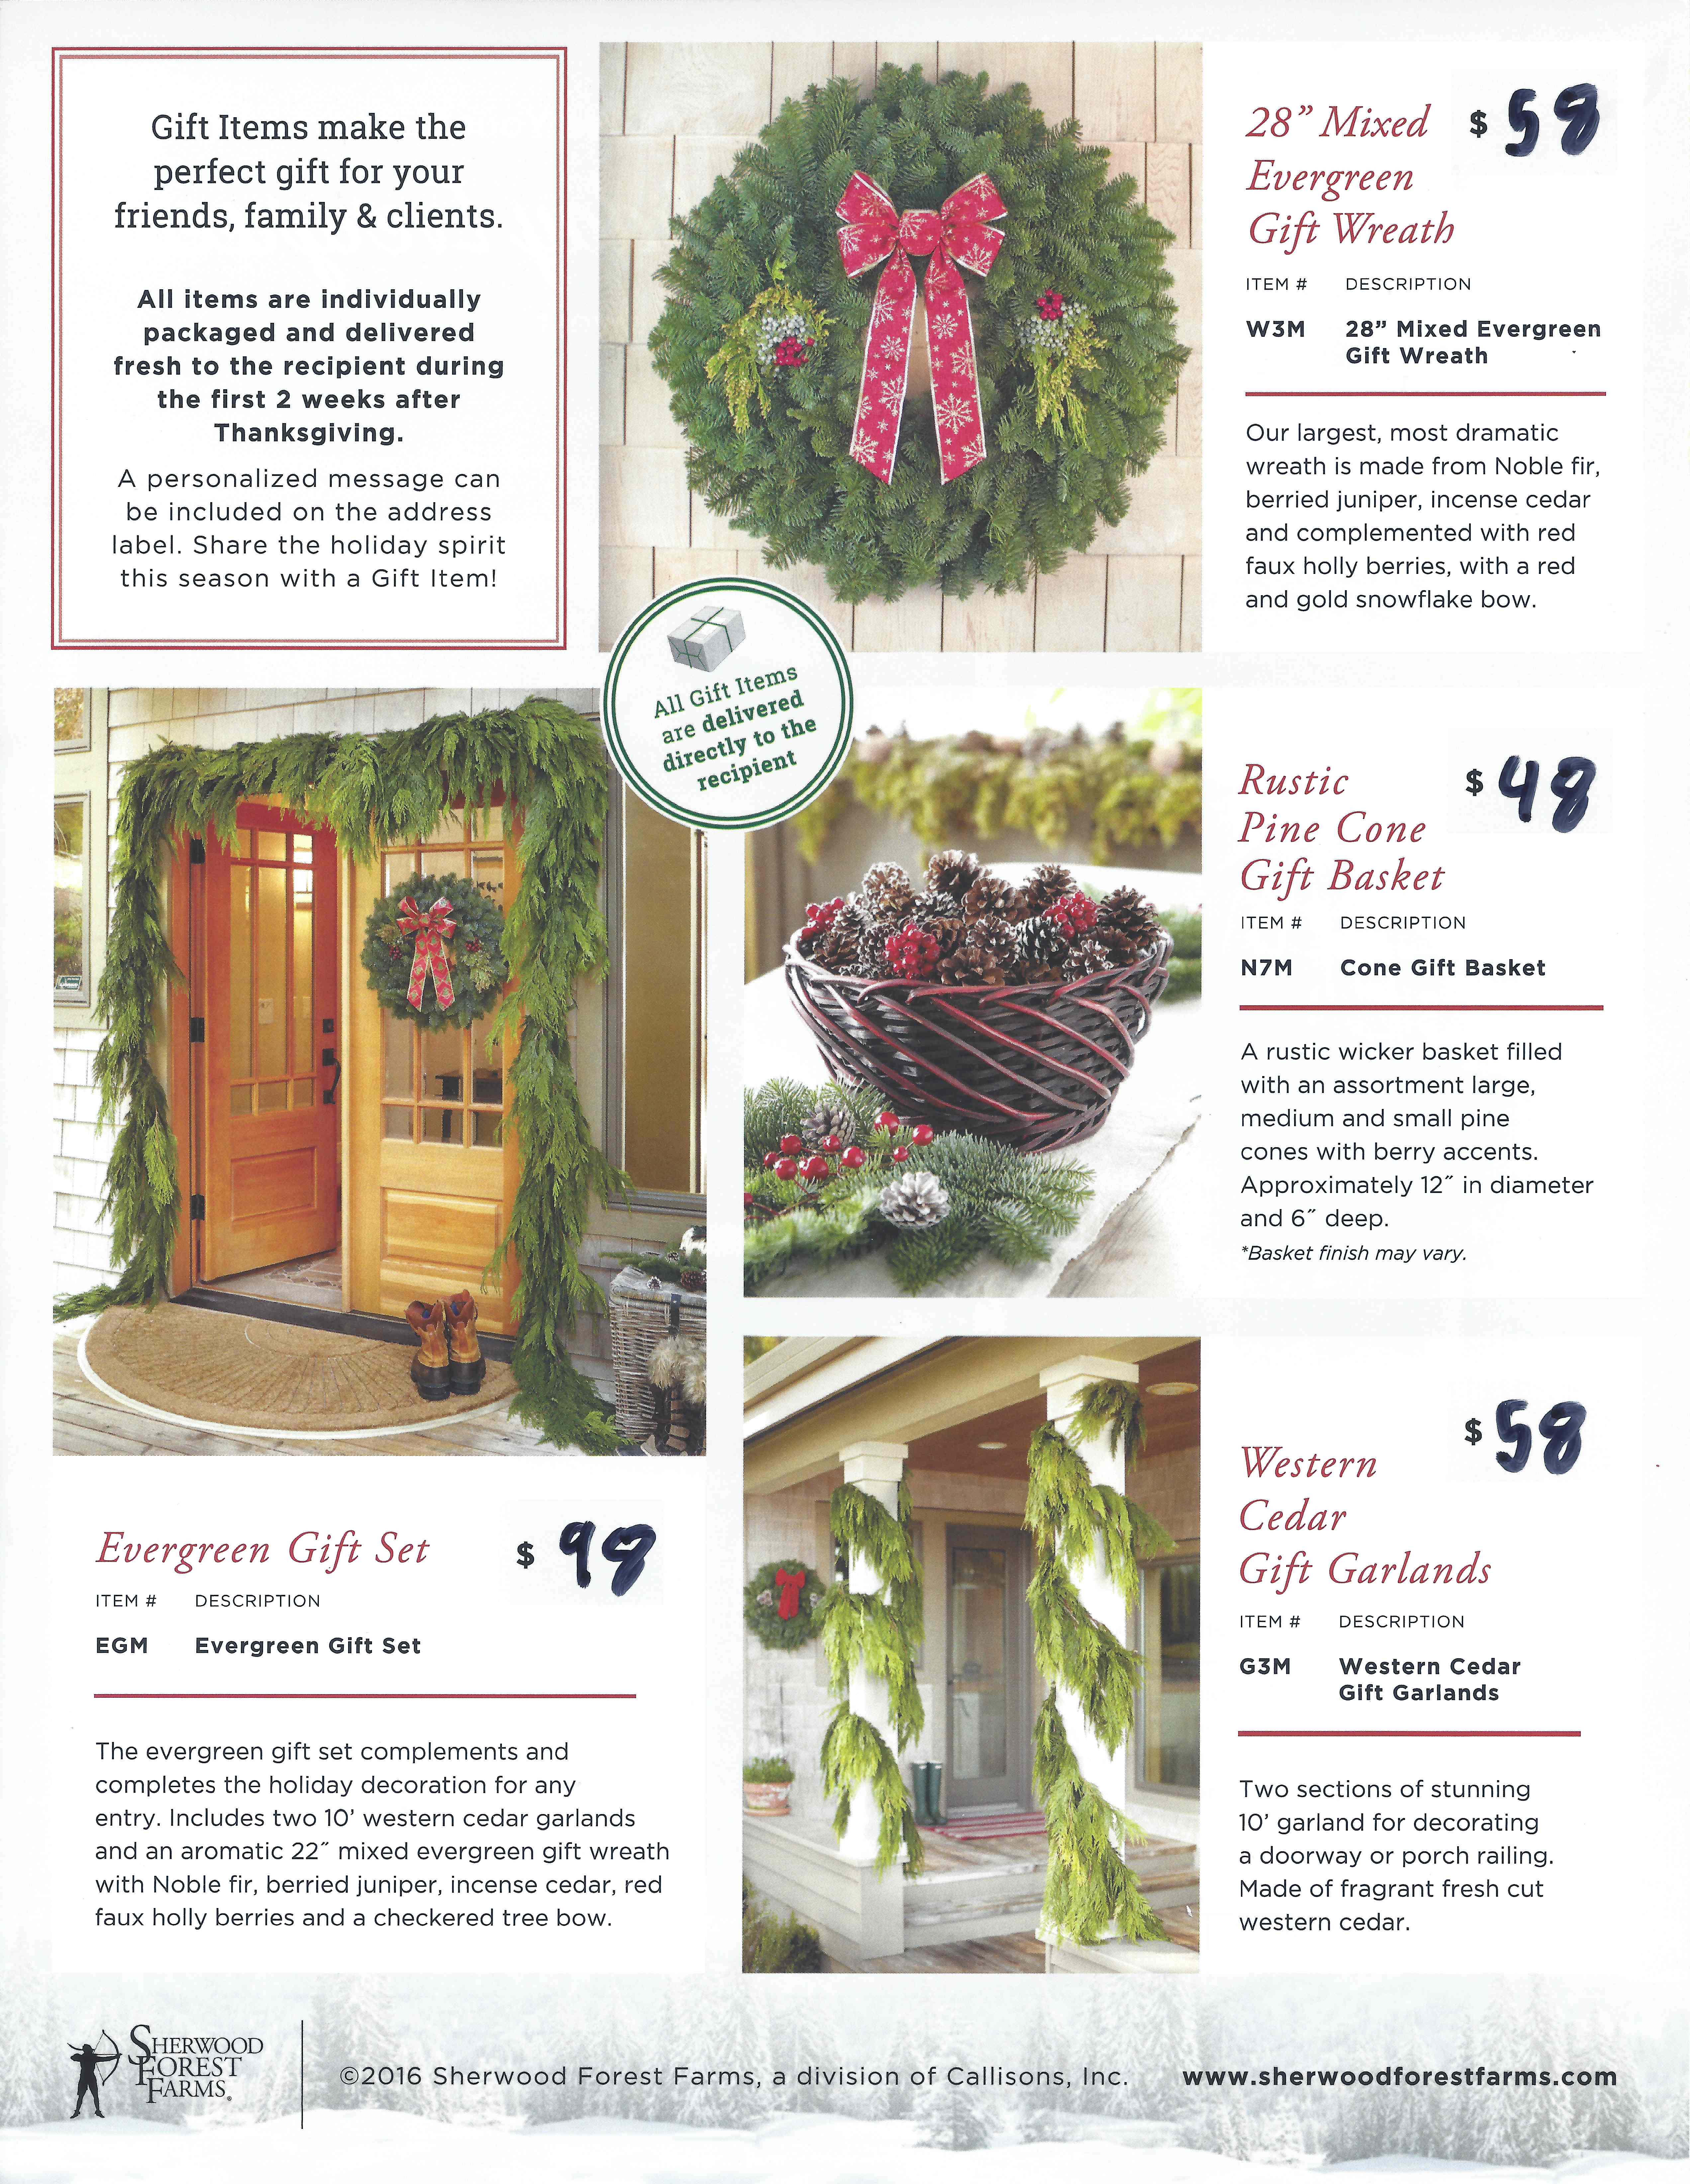 Gift Items make the
perfect gift for your
friends, family & clients.
All items are individually
packaged and delivered
fresh to the recipient during
the first 2 weeks after
Thanksgiving.
A personalized message can
be included on the address
label. Share the holiday spirit
this season with a Gift Item!
28” Mixed
Evergreen
Gift Wreath
$ 58
ITEM # DESCRIPTION
W3M 28” Mixed Evergreen
Gift Wreath
Our largest, most dramatic
wreath is made from Noble fir,
berried juniper, incense cedar
and complemented with red
faux holly berries, with a red
and gold snowflake bow.
All Gift Items
are delivered
directly to the
recipient
Rustic
Pine Cone
Gift Basket
$ 48
ITEM # DESCRIPTION
N7M Cone Gift Basket
A rustic wicker basket filled
with an assortment large,
medium and small pine
cones with berry accents.
Approximately 12˝ in diameter
and 6˝ deep.
*Basket finish may vary.
Evergreen Gift Set $ 98
ITEM # DESCRIPTION
EGM Evergreen Gift Set
The evergreen gift set complements and
completes the holiday decoration for any
entry. Includes two 10’ western cedar garlands
and an aromatic 22˝ mixed evergreen gift wreath
with Noble fir, berried juniper, incense cedar, red
faux holly berries and a checkered tree bow.
Western
Cedar
Gift Garlands
$ 58
ITEM # DESCRIPTION
G3M Western Cedar
Gift Garlands
Two sections of stunning
10’ garland for decorating
a doorway or porch railing.
Made of fragrant fresh cut
western cedar.
SHERWOOD
FOREST
FARMS®
©2016 Sherwood Forest Farms, a division of Callisons, Inc.
www.sherwoodforestfarms.com